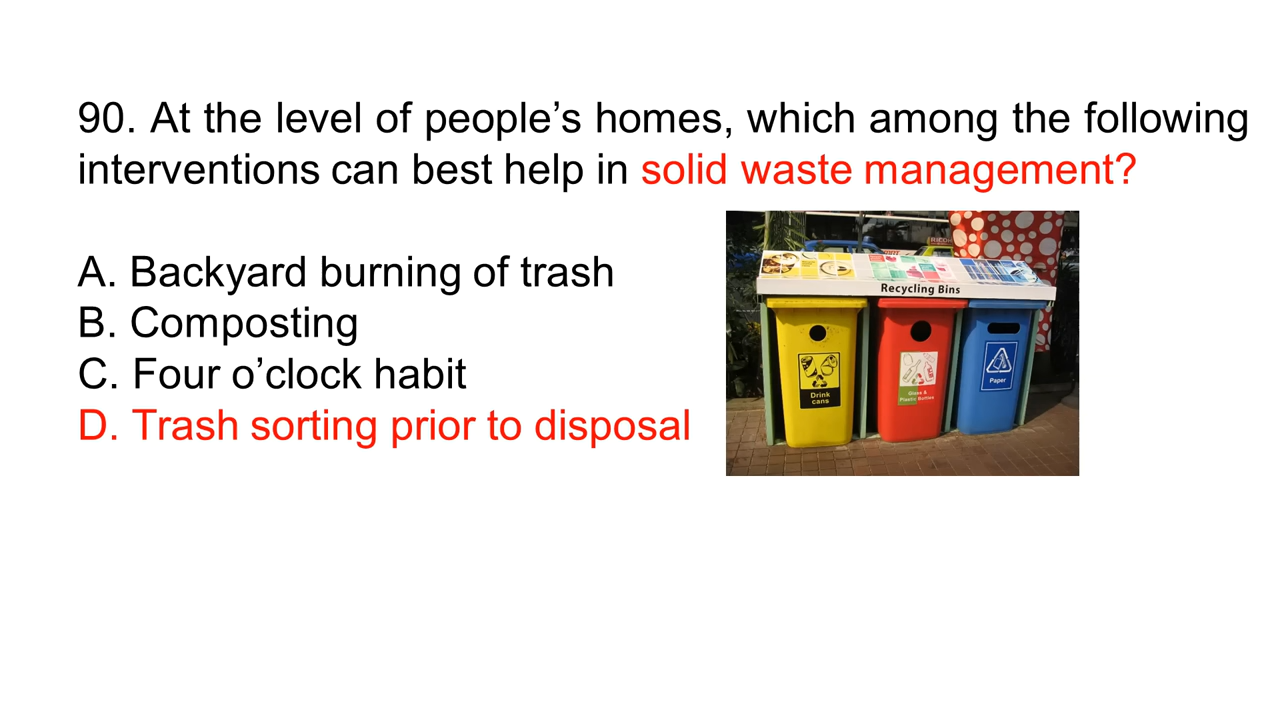 90. At the level of people’s homes, which among the following
interventions can best help in solid waste management?
A. Backyard burning of trash
B. Composting
C. Four o’clock habit
D. Trash sorting prior to disposal
RICOH
Recycling Bins
Drink
cans
Glass &
Plastic Bottles
Paper